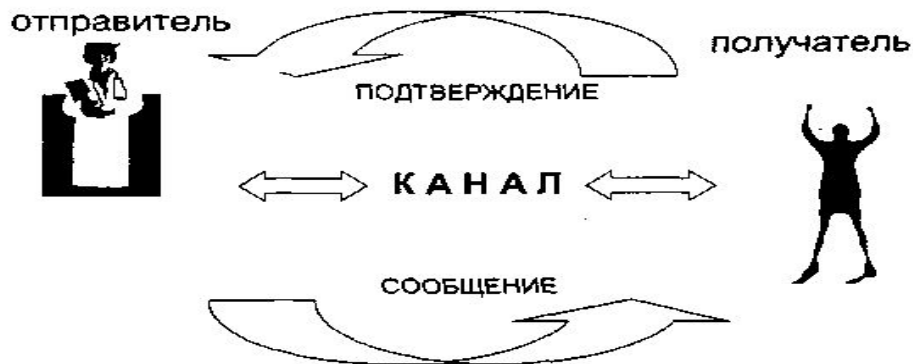 отправитель
получатель
ПОДТВЕРЖДЕНИЕ
КАНАЛ
СООБЩЕНИЕ